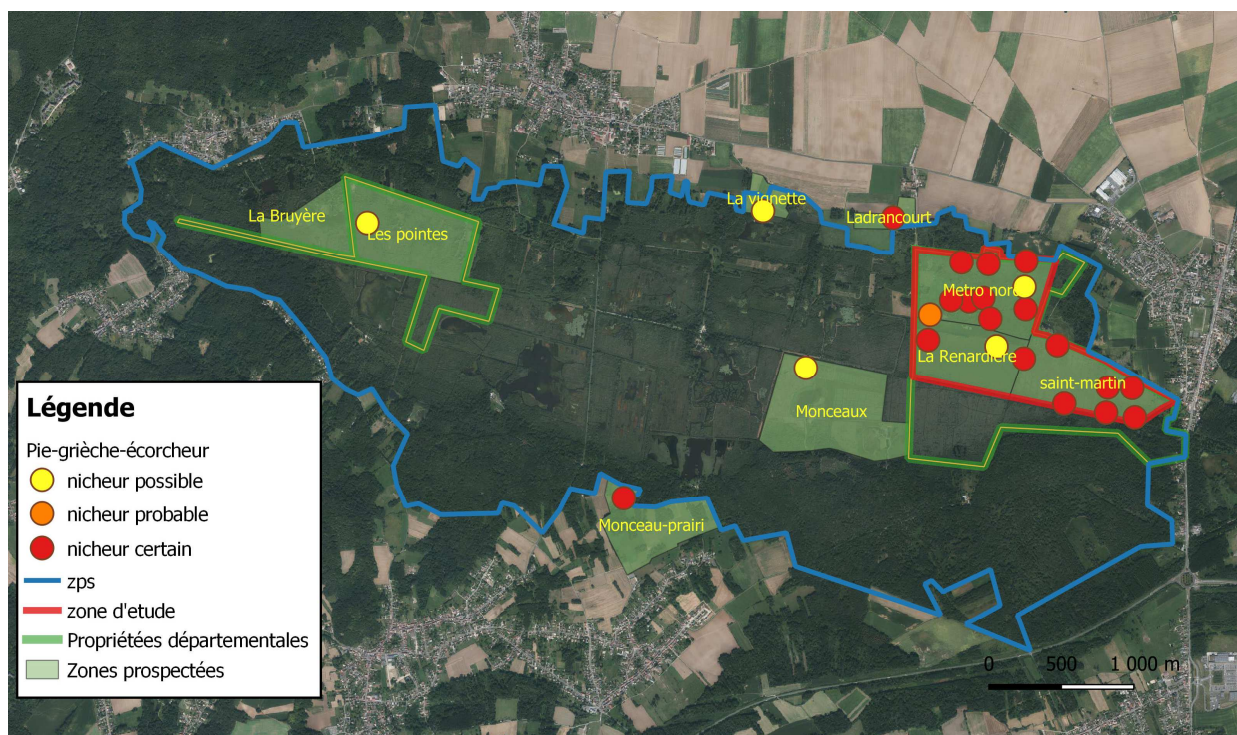 La vignette
La Bruyère
Les pointes
Ladrancourt
Metro nord
La Renardière
saint-martin
Monceaux
Monceau-prairi
Légende
Pie-grièche-écorcheur
nicheur possible
nicheur probable
nicheur certain
zps
zone d'etude
Propriétées départementales
Zones prospectées
0 500 1 000 m